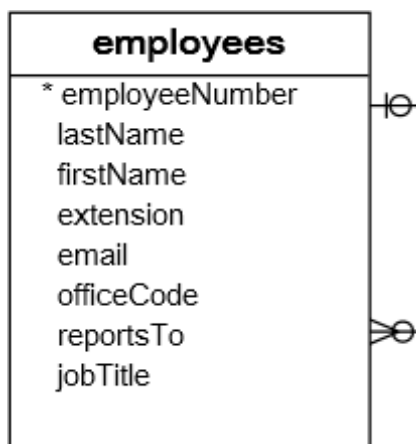 employees
* employeeNumber
lastName
firstName
extension
email
officeCode
reportsTo
jobTitle